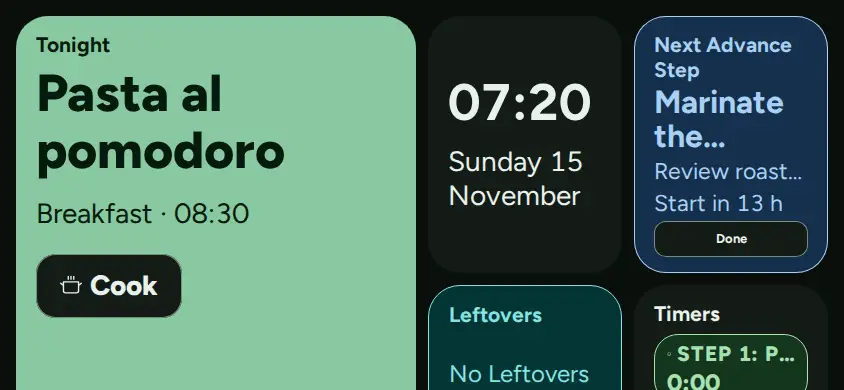 Tonight
Pasta al
pomodoro
Breakfast · 08:30
Cook
07:20
Sunday 15
November
Next Advance
Step
Marinate
the...
Review roast...
Start in 13 h
Done
Leftovers
No Leftovers
Timers
STEP 1: P...
0:00